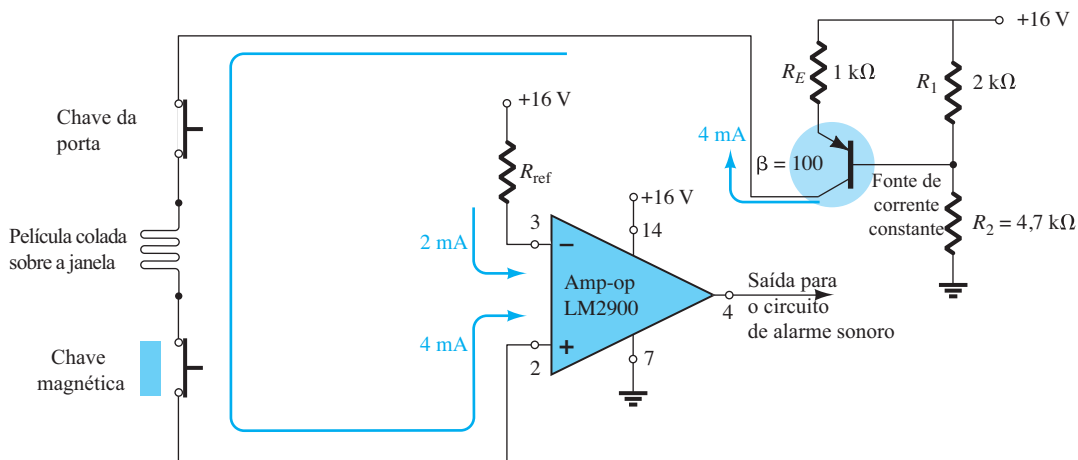 +16 V
R_E
1 kΩ
R_1
2 kΩ
Chave da
porta
+16 V
4 mA
β = 100
R_ref
Fonte de
corrente
constante
+16 V
R_2 = 4,7 kΩ
Película colada
sobre a janela
2 mA
3
14
−
Amp-op
LM2900
Saída para
o circuito
de alarme sonoro
4
Chave
magnética
4 mA
+
2
7